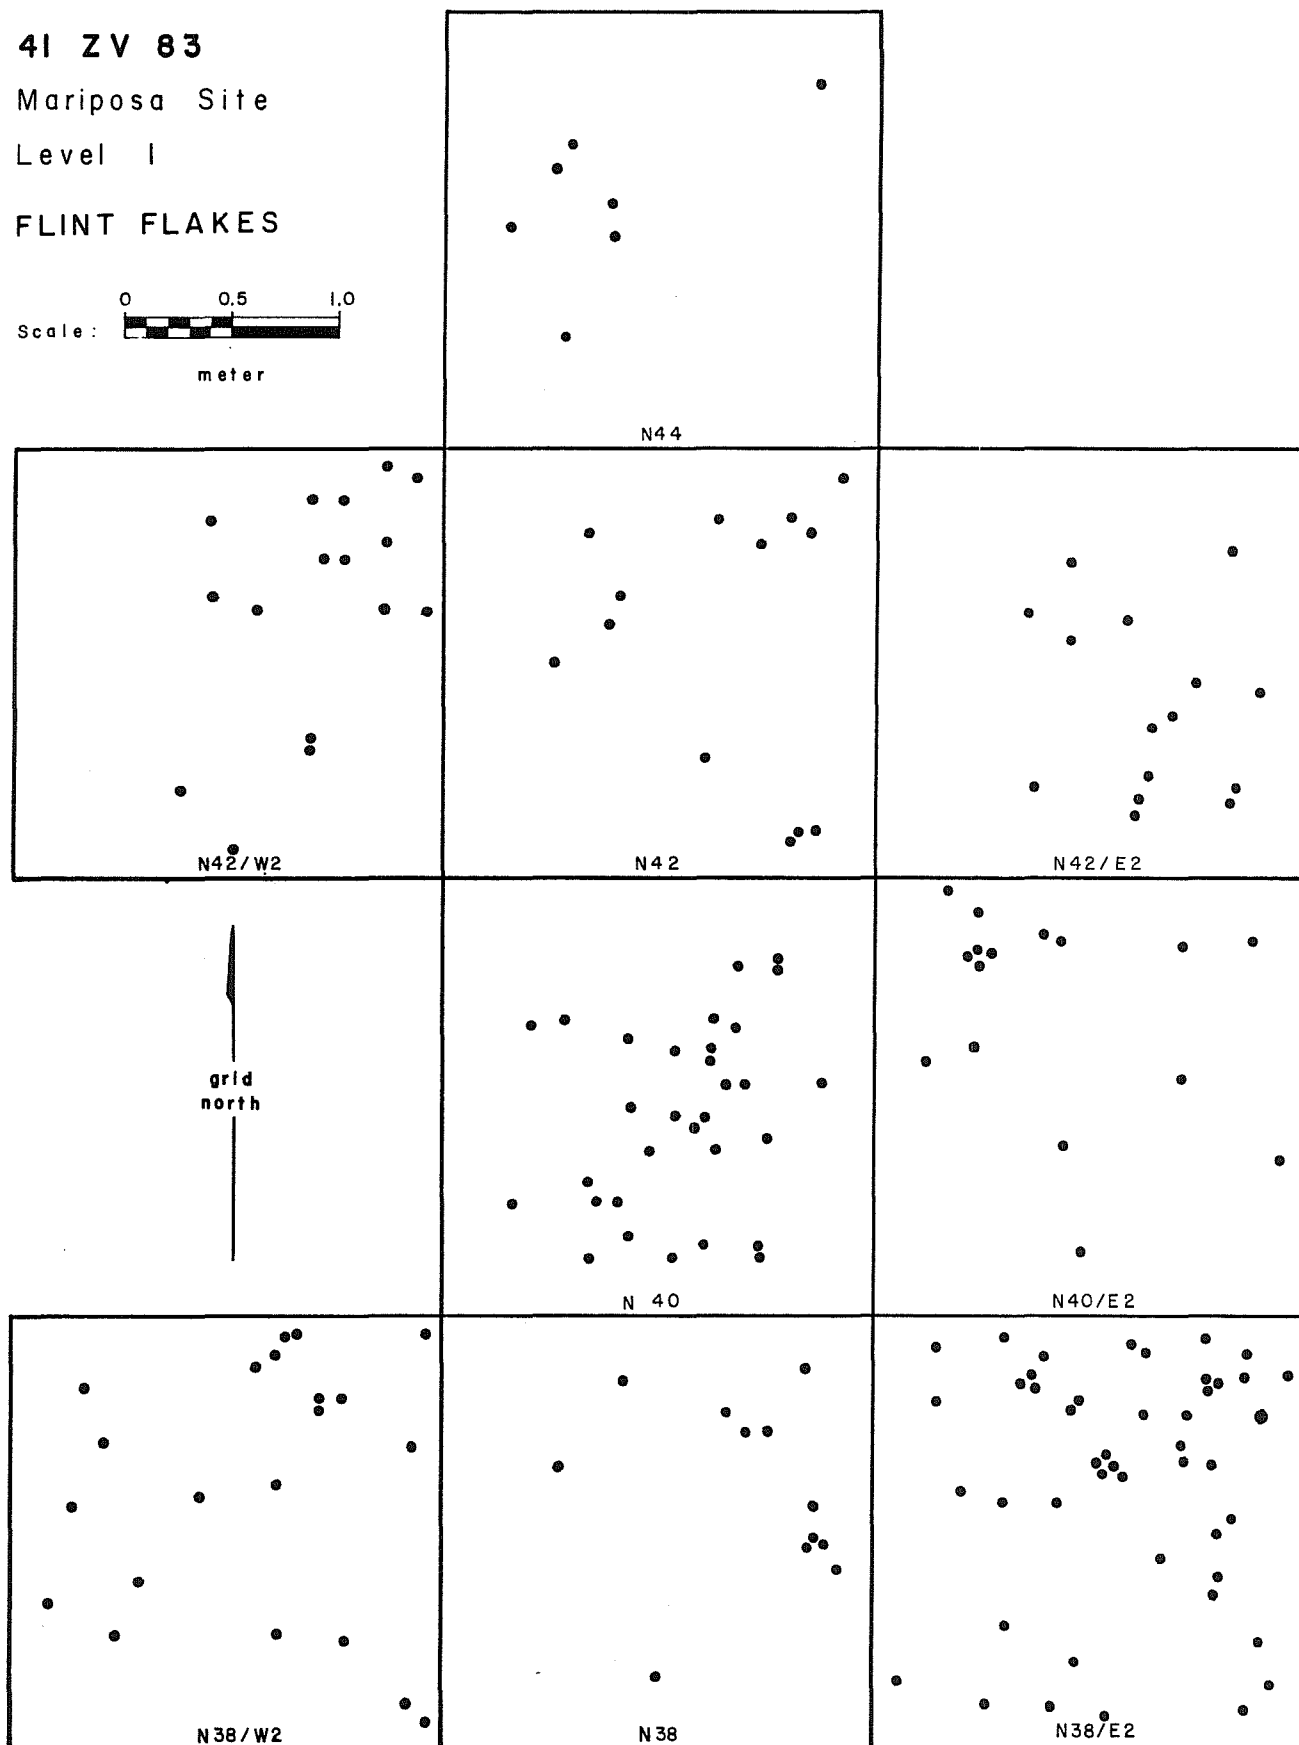 41 ZV 83
Mariposa Site
Level 1
FLINT FLAKES
0 0.5 1.0
Scale:
meter
N44
N42/W2 N42 N42/E2
grid
north
N 40 N40/E2
N38/W2 N38 N38/E2